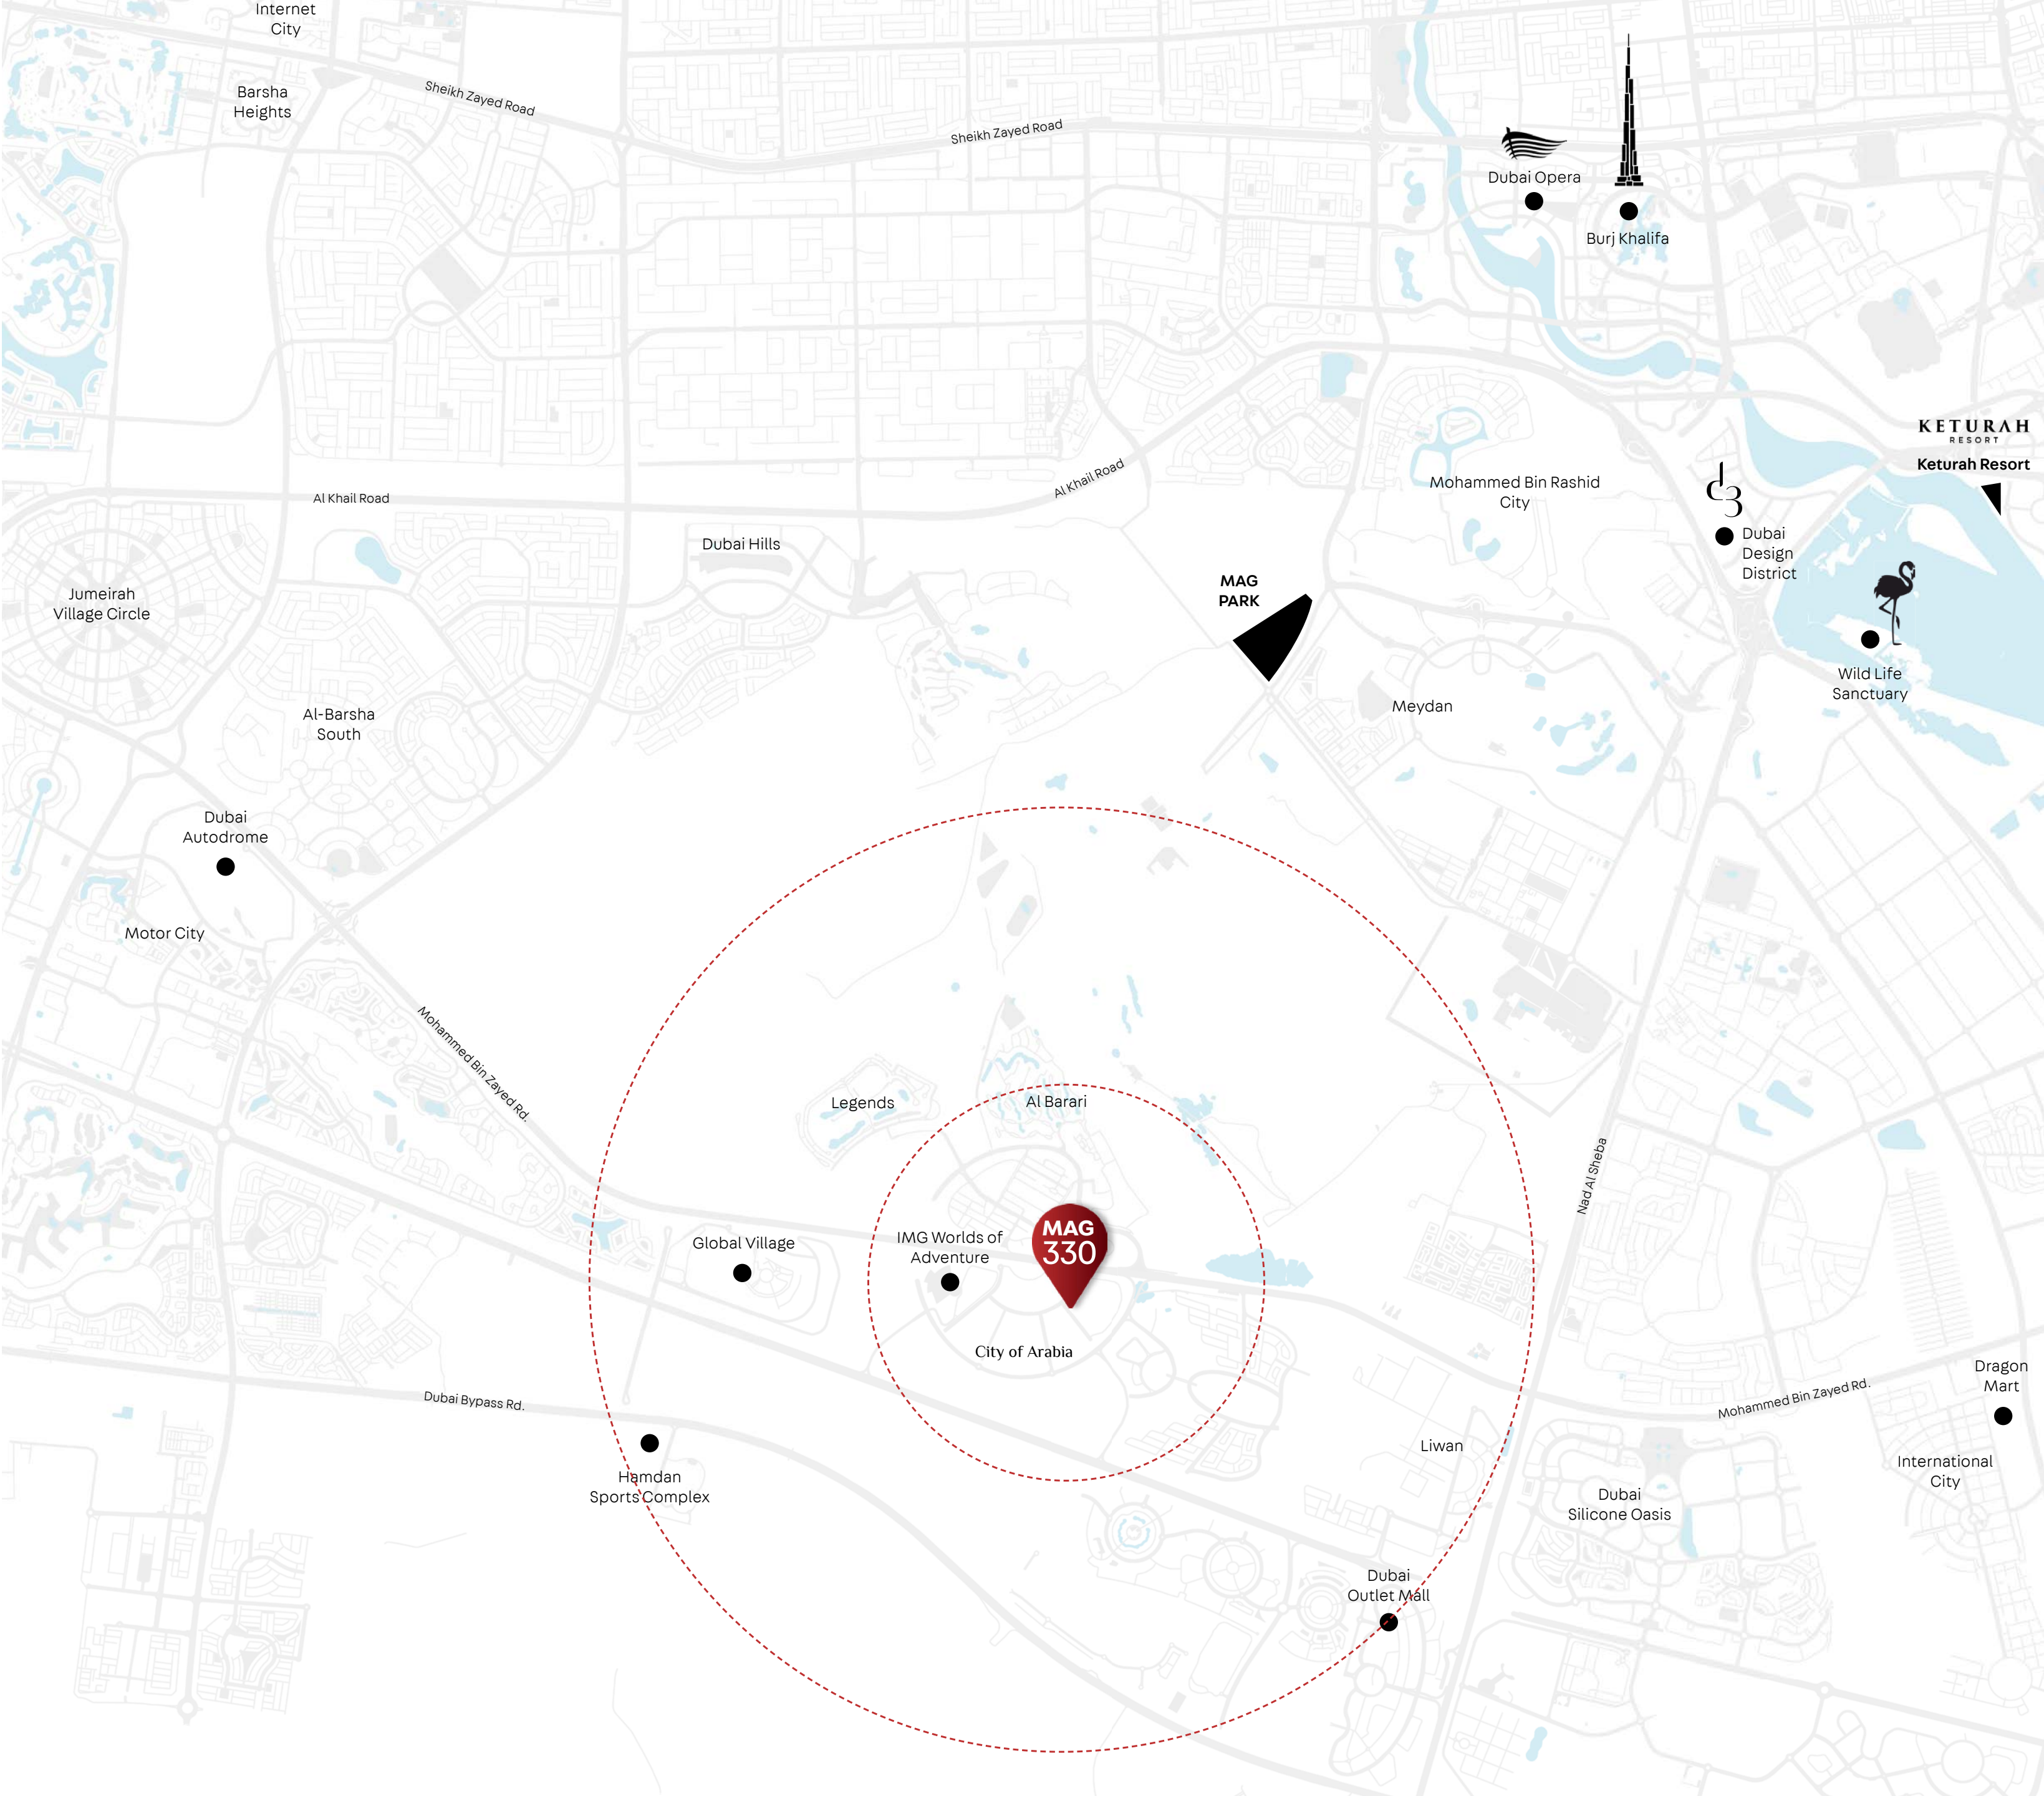 Internet
City
Barsha
Heights
Sheikh Zayed Road
Sheikh Zayed Road
Dubai Opera
Burj Khalifa
KETURAH
RESORT
Keturah Resort
Al Khail Road
Al Khail Road
Mohammed Bin Rashid
City
d3
Dubai
Design
District
Dubai Hills
Jumeirah
Village Circle
MAG
PARK
Wild Life
Sanctuary
Al-Barsha
South
Meydan
Dubai
Autodrome
Motor City
Mohammed Bin Zayed Rd.
Legends
Al Barari
Nad Al Sheba
Global Village
IMG Worlds of
Adventure
MAG
330
City of Arabia
Dubai Bypass Rd.
Mohammed Bin Zayed Rd.
Dragon
Mart
Hamdan
Sports Complex
Liwan
International
City
Dubai
Silicone Oasis
Dubai
Outlet Mall